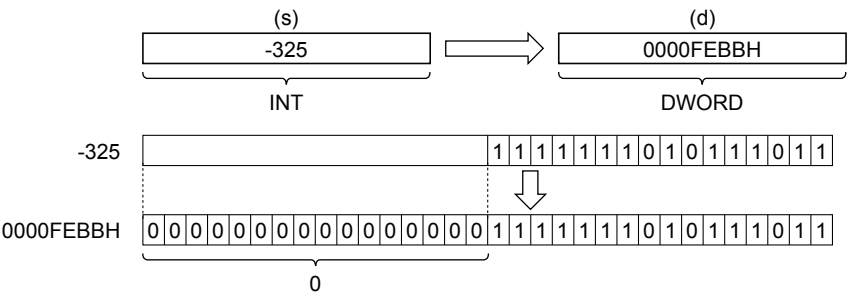 (s) (d)
-325 0000FEBBH
INT DWORD
-325 1 1 1 1 1 1 1 0 1 0 1 1 1 0 1 1
0000FEBBH 0 0 0 0 0 0 0 0 0 0 0 0 0 0 0 0 1 1 1 1 1 1 1 0 1 0 1 1 1 0 1 1
0